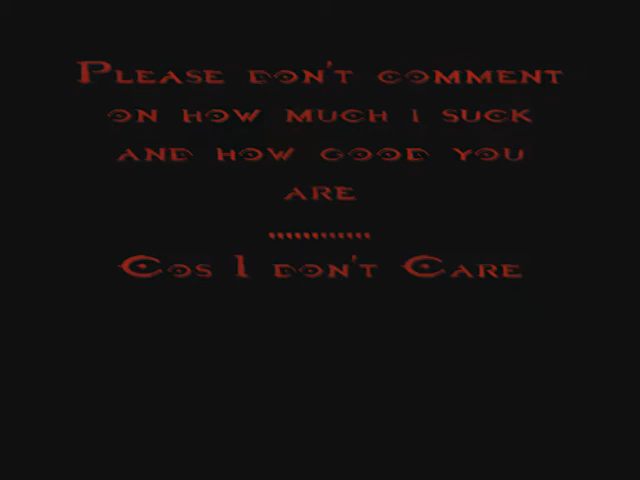 Please don't comment
on how much i suck
and how good you
are
............
Cos I don't Care